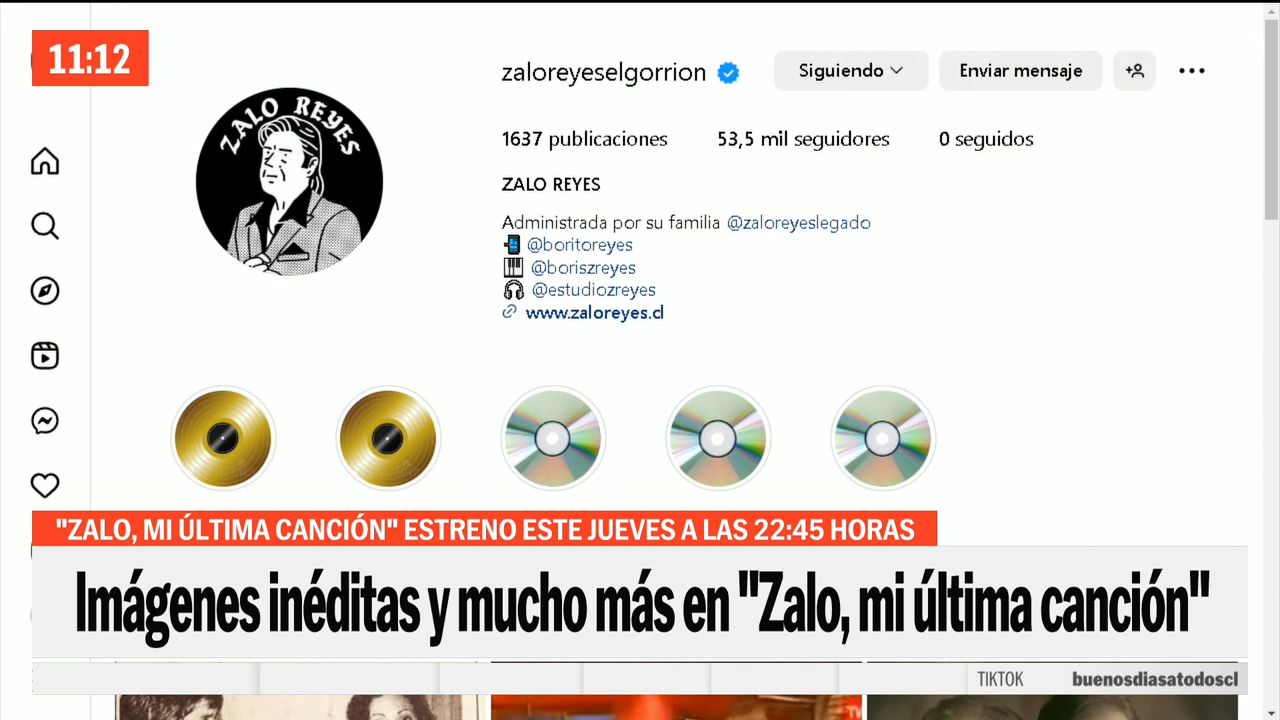 11:12
zaloreyeselgorrion
Siguiendo
Enviar mensaje
ZALO REYES
1637 publicaciones
53,5 mil seguidores
0 seguidos
ZALO REYES
Administrada por su familia @zaloreyeslegado
@boritoreyes
@boriszreyes
@estudiozreyes
www.zaloreyes.cl
"ZALO, MI ÚLTIMA CANCIÓN" ESTRENO ESTE JUEVES A LAS 22:45 HORAS
Imágenes inéditas y mucho más en "Zalo, mi última canción"
TIKTOK
buenosdiasatodoscl